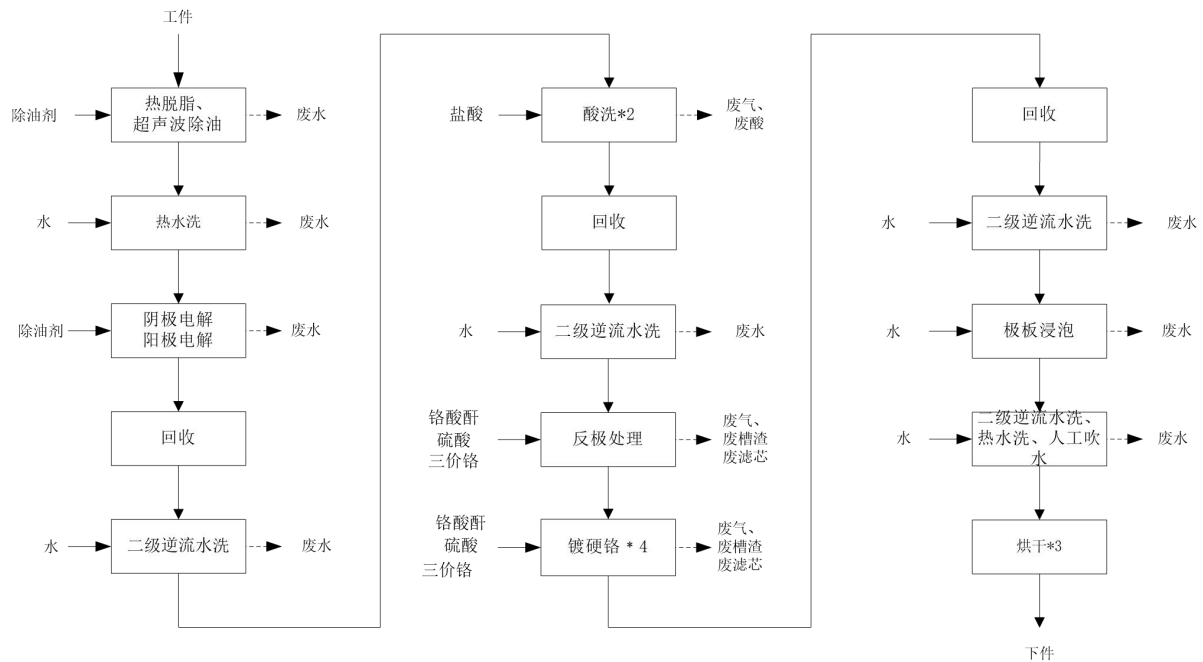 工件
除油剂
热脱脂、
超声波除油
废水
水
热水洗
废水
除油剂
阴极电解
阳极电解
废水
回收
水
二级逆流水洗
废水
盐酸
酸洗*2
废气、
废酸
回收
水
二级逆流水洗
废水
铬酸酐
硫酸
三价铬
反极处理
废气、
废槽渣
废滤芯
铬酸酐
硫酸
三价铬
镀硬铬 * 4
废气、
废槽渣
废滤芯
回收
水
二级逆流水洗
废水
水
极板浸泡
废水
水
二级逆流水洗、
热水洗、人工吹
水
废水
烘干*3
下件